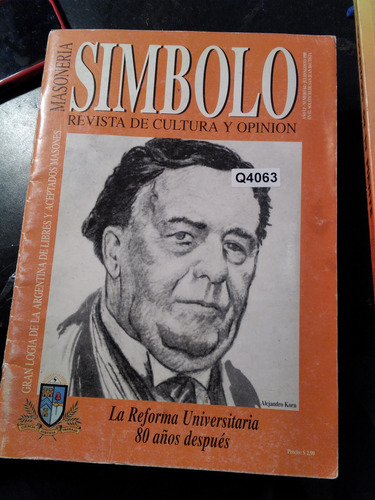 MASONERIA
SIMBOLO
REVISTA DE CULTURA Y OPINION
GRAN LOGIA DE LA ARGENTINA DE LIBRES Y ACEPTADOS MASONES
Q4063
Alejandro Korn
La Reforma Universitaria
80 años después